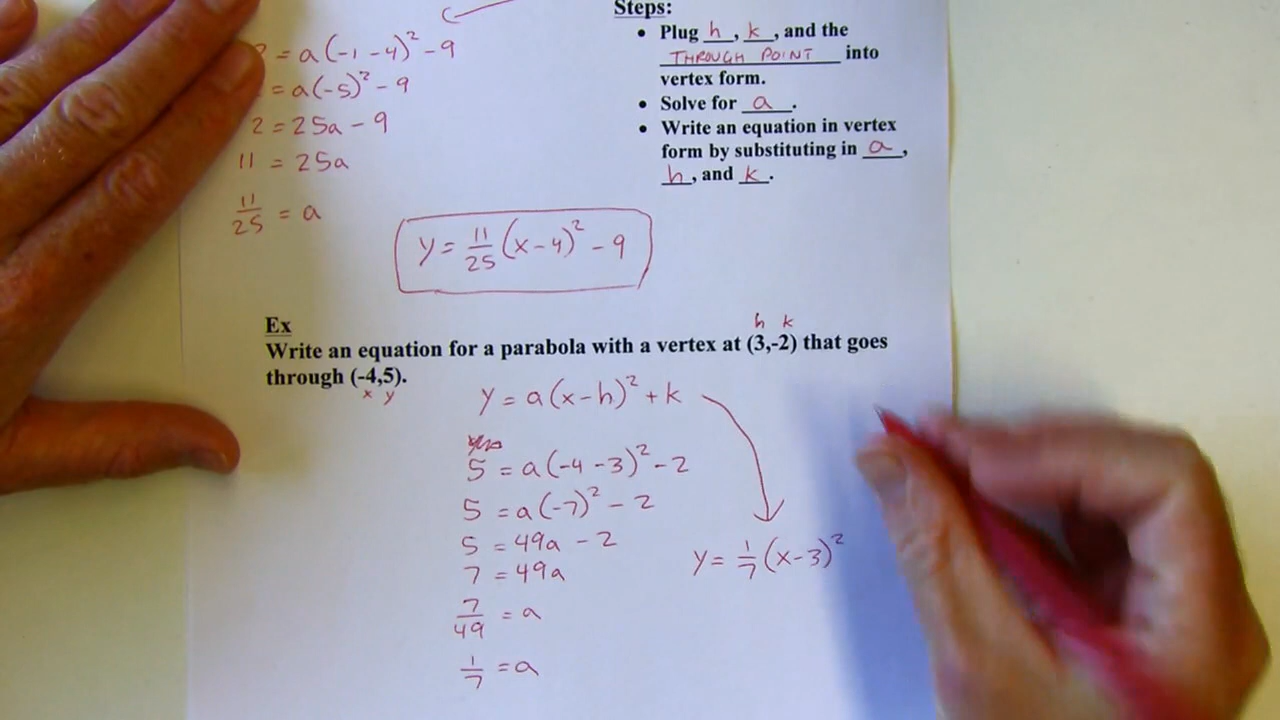 Steps:
• Plug h, k, and the
THROUGH POINT into
vertex form.
• Solve for a.
• Write an equation in vertex
form by substituting in a,
h, and k.
= a(-1 - 4)² - 9
= a(-5)² - 9
2 = 25a - 9
11 = 25a
11/25 = a
y = 11/25 (x - 4)² - 9
Ex
h k
Write an equation for a parabola with a vertex at (3,-2) that goes
through (-4,5).
x y
y = a(x - h)² + k
5 = a(-4 - 3)² - 2
5 = a(-7)² - 2
5 = 49a - 2
7 = 49a
7/49 = a
1/7 = a
y = 1/7 (x - 3)²